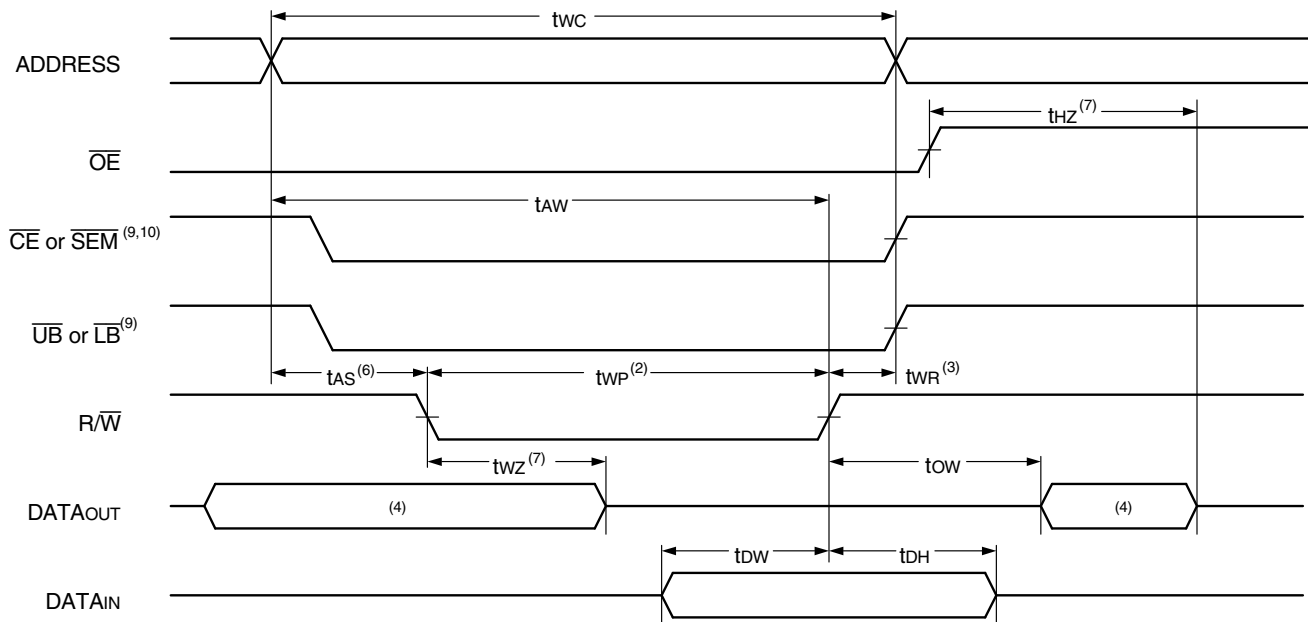 tWC
ADDRESS
tHZ (7)
OE
tAW
CE or SEM (9,10)
UB or LB (9)
tAS (6)
tWP (2)
tWR (3)
R/W
tWZ (7)
tOW
DATAOUT
(4)
(4)
tDW
tDH
DATAIN